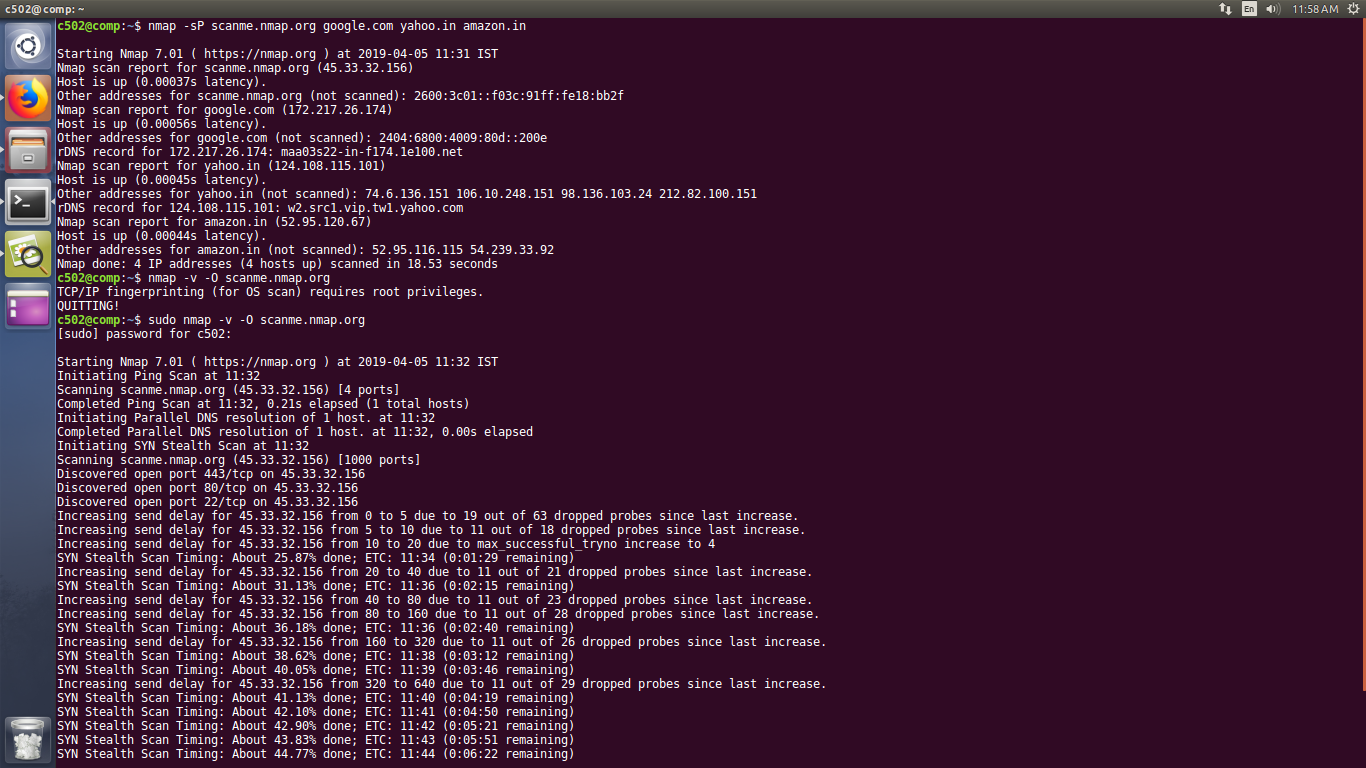 c502@comp: ~
En
11:58 AM
c502@comp:~$ nmap -sP scanme.nmap.org google.com yahoo.in amazon.in
Starting Nmap 7.01 ( https://nmap.org ) at 2019-04-05 11:31 IST
Nmap scan report for scanme.nmap.org (45.33.32.156)
Host is up (0.00037s latency).
Other addresses for scanme.nmap.org (not scanned): 2600:3c01::f03c:91ff:fe18:bb2f
Nmap scan report for google.com (172.217.26.174)
Host is up (0.00056s latency).
Other addresses for google.com (not scanned): 2404:6800:4009:80d::200e
rDNS record for 172.217.26.174: maa03s22-in-f174.1e100.net
Nmap scan report for yahoo.in (124.108.115.101)
Host is up (0.00045s latency).
Other addresses for yahoo.in (not scanned): 74.6.136.151 106.10.248.151 98.136.103.24 212.82.100.151
rDNS record for 124.108.115.101: w2.src1.vip.tw1.yahoo.com
Nmap scan report for amazon.in (52.95.120.67)
Host is up (0.00044s latency).
Other addresses for amazon.in (not scanned): 52.95.116.115 54.239.33.92
Nmap done: 4 IP addresses (4 hosts up) scanned in 18.53 seconds
c502@comp:~$ nmap -v -O scanme.nmap.org
TCP/IP fingerprinting (for OS scan) requires root privileges.
QUITTING!
c502@comp:~$ sudo nmap -v -O scanme.nmap.org
[sudo] password for c502:
Starting Nmap 7.01 ( https://nmap.org ) at 2019-04-05 11:32 IST
Initiating Ping Scan at 11:32
Scanning scanme.nmap.org (45.33.32.156) [4 ports]
Completed Ping Scan at 11:32, 0.21s elapsed (1 total hosts)
Initiating Parallel DNS resolution of 1 host. at 11:32
Completed Parallel DNS resolution of 1 host. at 11:32, 0.00s elapsed
Initiating SYN Stealth Scan at 11:32
Scanning scanme.nmap.org (45.33.32.156) [1000 ports]
Discovered open port 443/tcp on 45.33.32.156
Discovered open port 80/tcp on 45.33.32.156
Discovered open port 22/tcp on 45.33.32.156
Increasing send delay for 45.33.32.156 from 0 to 5 due to 19 out of 63 dropped probes since last increase.
Increasing send delay for 45.33.32.156 from 5 to 10 due to 11 out of 18 dropped probes since last increase.
Increasing send delay for 45.33.32.156 from 10 to 20 due to max_successful_tryno increase to 4
SYN Stealth Scan Timing: About 25.87% done; ETC: 11:34 (0:01:29 remaining)
Increasing send delay for 45.33.32.156 from 20 to 40 due to 11 out of 21 dropped probes since last increase.
SYN Stealth Scan Timing: About 31.13% done; ETC: 11:36 (0:02:15 remaining)
Increasing send delay for 45.33.32.156 from 40 to 80 due to 11 out of 23 dropped probes since last increase.
Increasing send delay for 45.33.32.156 from 80 to 160 due to 11 out of 28 dropped probes since last increase.
SYN Stealth Scan Timing: About 36.18% done; ETC: 11:36 (0:02:40 remaining)
Increasing send delay for 45.33.32.156 from 160 to 320 due to 11 out of 26 dropped probes since last increase.
SYN Stealth Scan Timing: About 38.62% done; ETC: 11:38 (0:03:12 remaining)
SYN Stealth Scan Timing: About 40.05% done; ETC: 11:39 (0:03:46 remaining)
Increasing send delay for 45.33.32.156 from 320 to 640 due to 11 out of 29 dropped probes since last increase.
SYN Stealth Scan Timing: About 41.13% done; ETC: 11:40 (0:04:19 remaining)
SYN Stealth Scan Timing: About 42.10% done; ETC: 11:41 (0:04:50 remaining)
SYN Stealth Scan Timing: About 42.90% done; ETC: 11:42 (0:05:21 remaining)
SYN Stealth Scan Timing: About 43.83% done; ETC: 11:43 (0:05:51 remaining)
SYN Stealth Scan Timing: About 44.77% done; ETC: 11:44 (0:06:22 remaining)